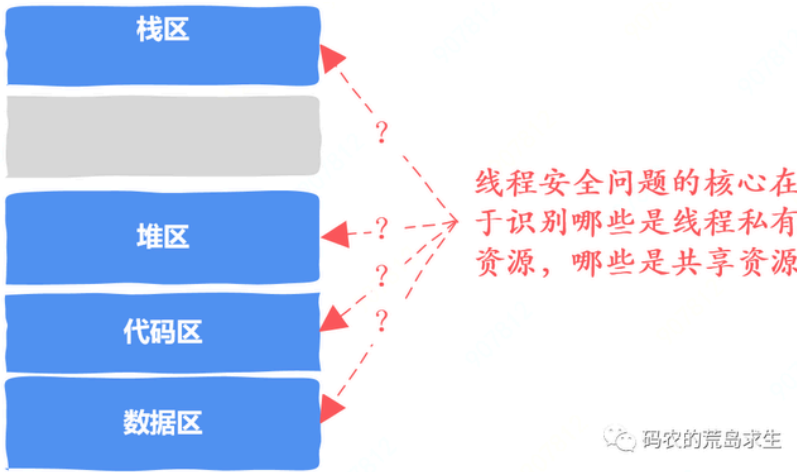 栈区
?
线程安全问题的核心在
于识别哪些是线程私有
资源，哪些是共享资源
?
堆区
?
代码区
?
数据区
码农的荒岛求生